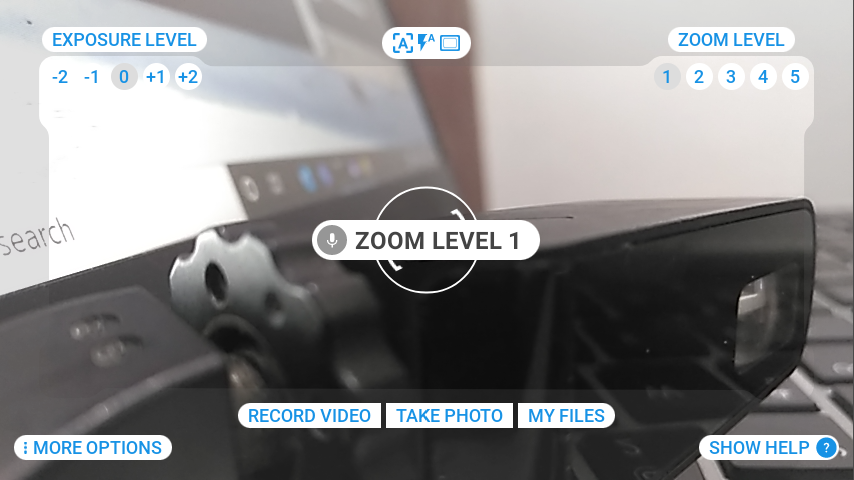 EXPOSURE LEVEL
A
A
ZOOM LEVEL
-2 -1 0 +1 +2
1 2 3 4 5
search
ZOOM LEVEL 1
RECORD VIDEO TAKE PHOTO MY FILES
MORE OPTIONS
SHOW HELP ?